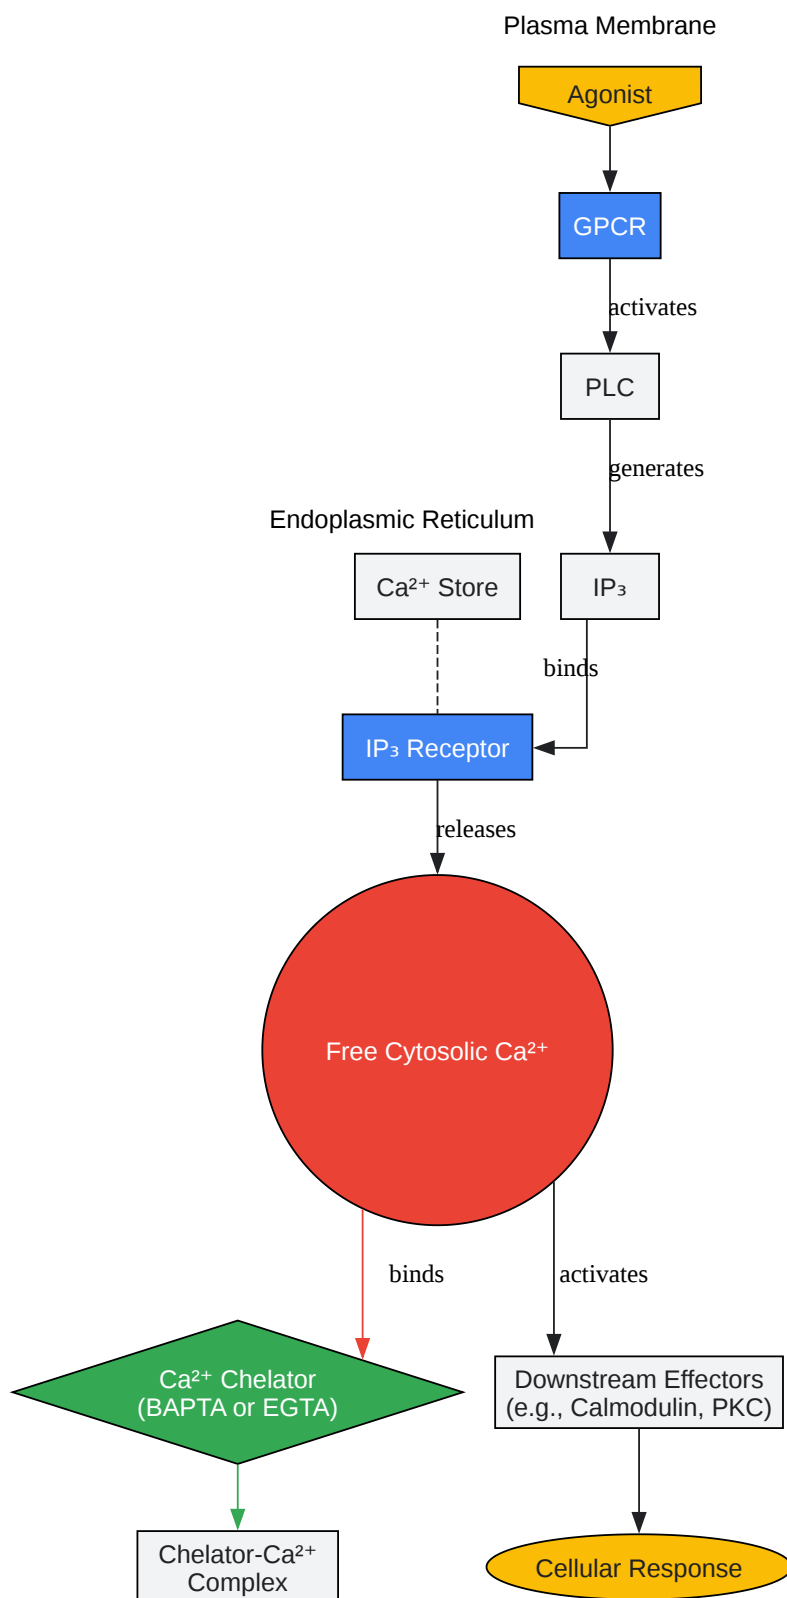 Plasma Membrane
Agonist
GPCR
activates
PLC
generates
Endoplasmic Reticulum
Ca²⁺ Store
IP₃
binds
IP₃ Receptor
releases
Free Cytosolic Ca²⁺
binds
activates
Ca²⁺ Chelator
(BAPTA or EGTA)
Downstream Effectors
(e.g., Calmodulin, PKC)
Chelator-Ca²⁺
Complex
Cellular Response